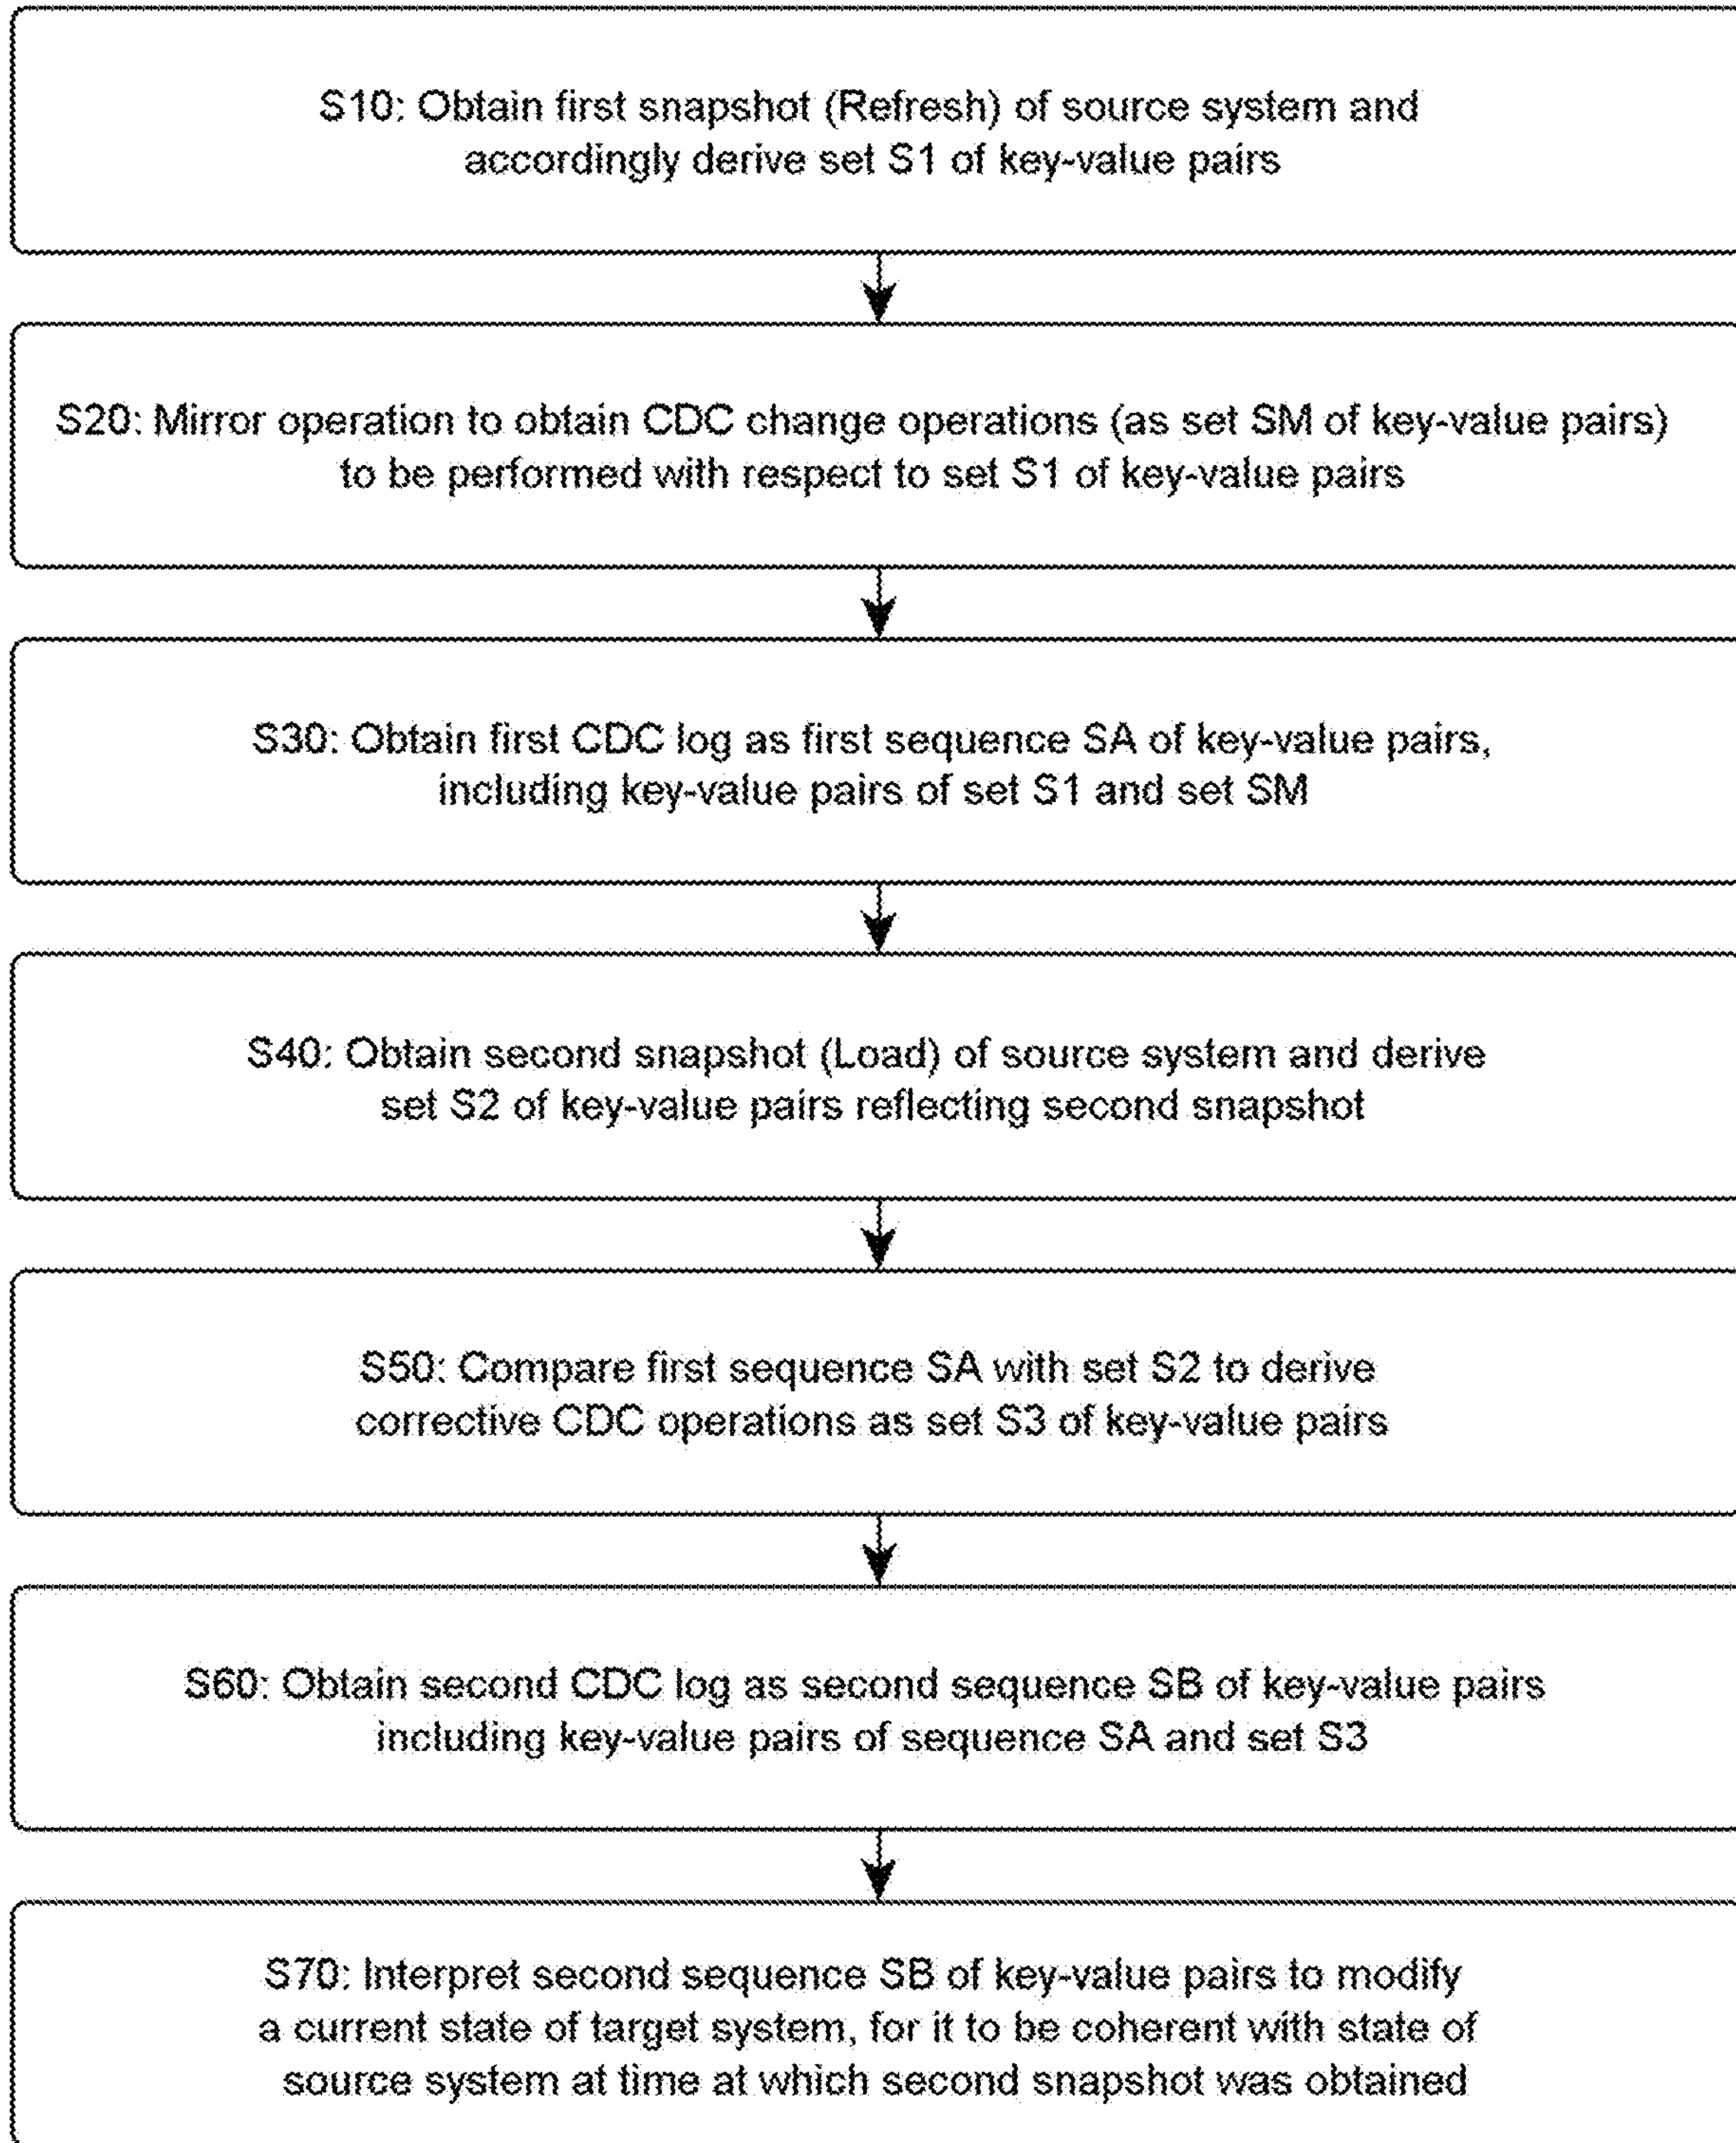 S10: Obtain first snapshot (Refresh) of source system and
accordingly derive set S1 of key-value pairs
S20: Mirror operation to obtain CDC change operations (as set SM of key-value pairs)
to be performed with respect to set S1 of key-value pairs
S30: Obtain first CDC log as first sequence SA of key-value pairs,
including key-value pairs of set S1 and set SM
S40: Obtain second snapshot (Load) of source system and derive
set S2 of key-value pairs reflecting second snapshot
S50: Compare first sequence SA with set S2 to derive
corrective CDC operations as set S3 of key-value pairs
S60: Obtain second CDC log as second sequence SB of key-value pairs
including key-value pairs of sequence SA and set S3
S70: Interpret second sequence SB of key-value pairs to modify
a current state of target system, for it to be coherent with state of
source system at time at which second snapshot was obtained